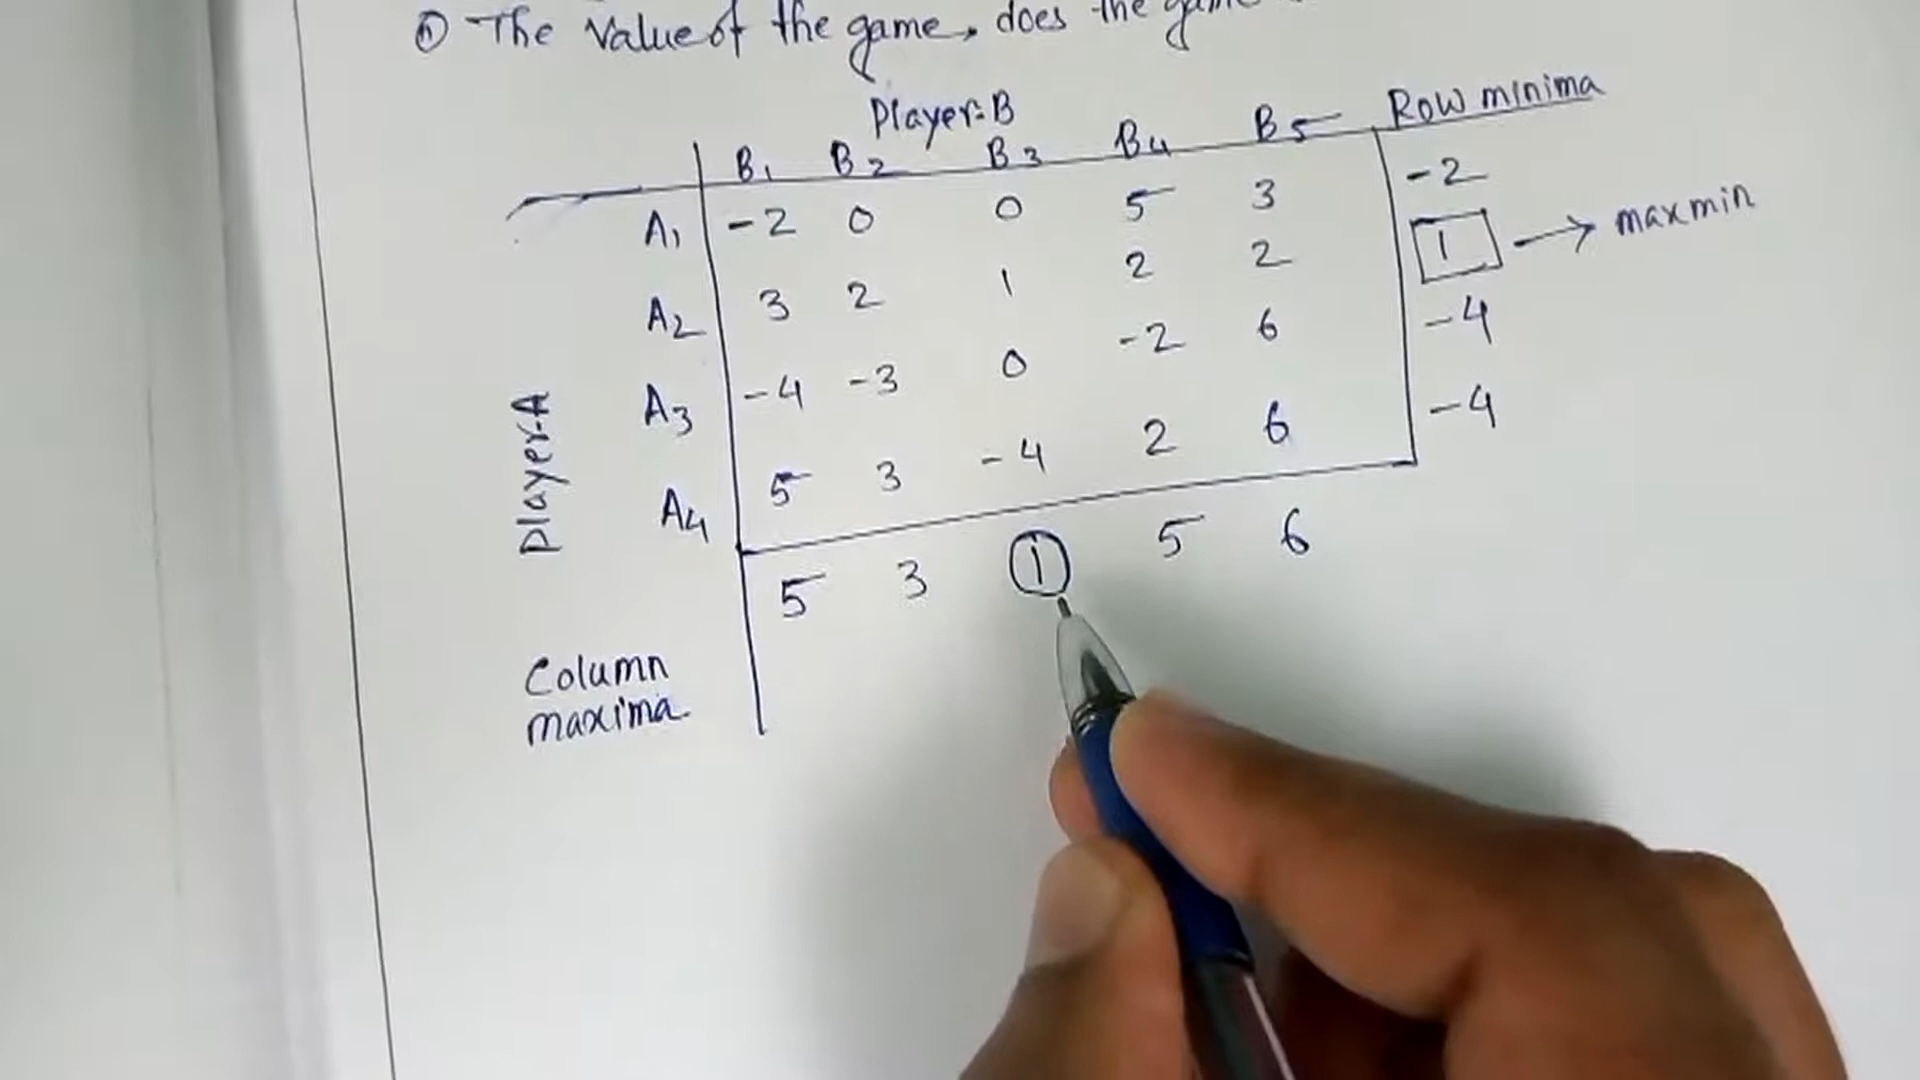 ⓘ The Value of the game, does the game
Player-B
B1 B2 B3 B4 B5 Row minima
A1 -2 0 0 5 3 -2
A2 3 2 1 2 2 1 → maxmin
A3 -4 -3 0 -2 6 -4
A4 5 3 -4 2 6 -4
Player-A
5 3 1 5 6
Column
maxima